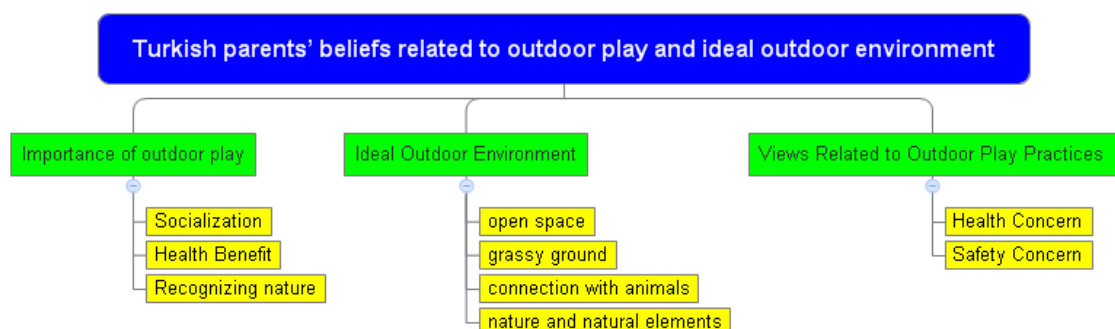 Turkish parents' beliefs related to outdoor play and ideal outdoor environment
Importance of outdoor play
Socialization
Health Benefit
Recognizing nature
Ideal Outdoor Environment
open space
grassy ground
connection with animals
nature and natural elements
Views Related to Outdoor Play Practices
Health Concern
Safety Concern